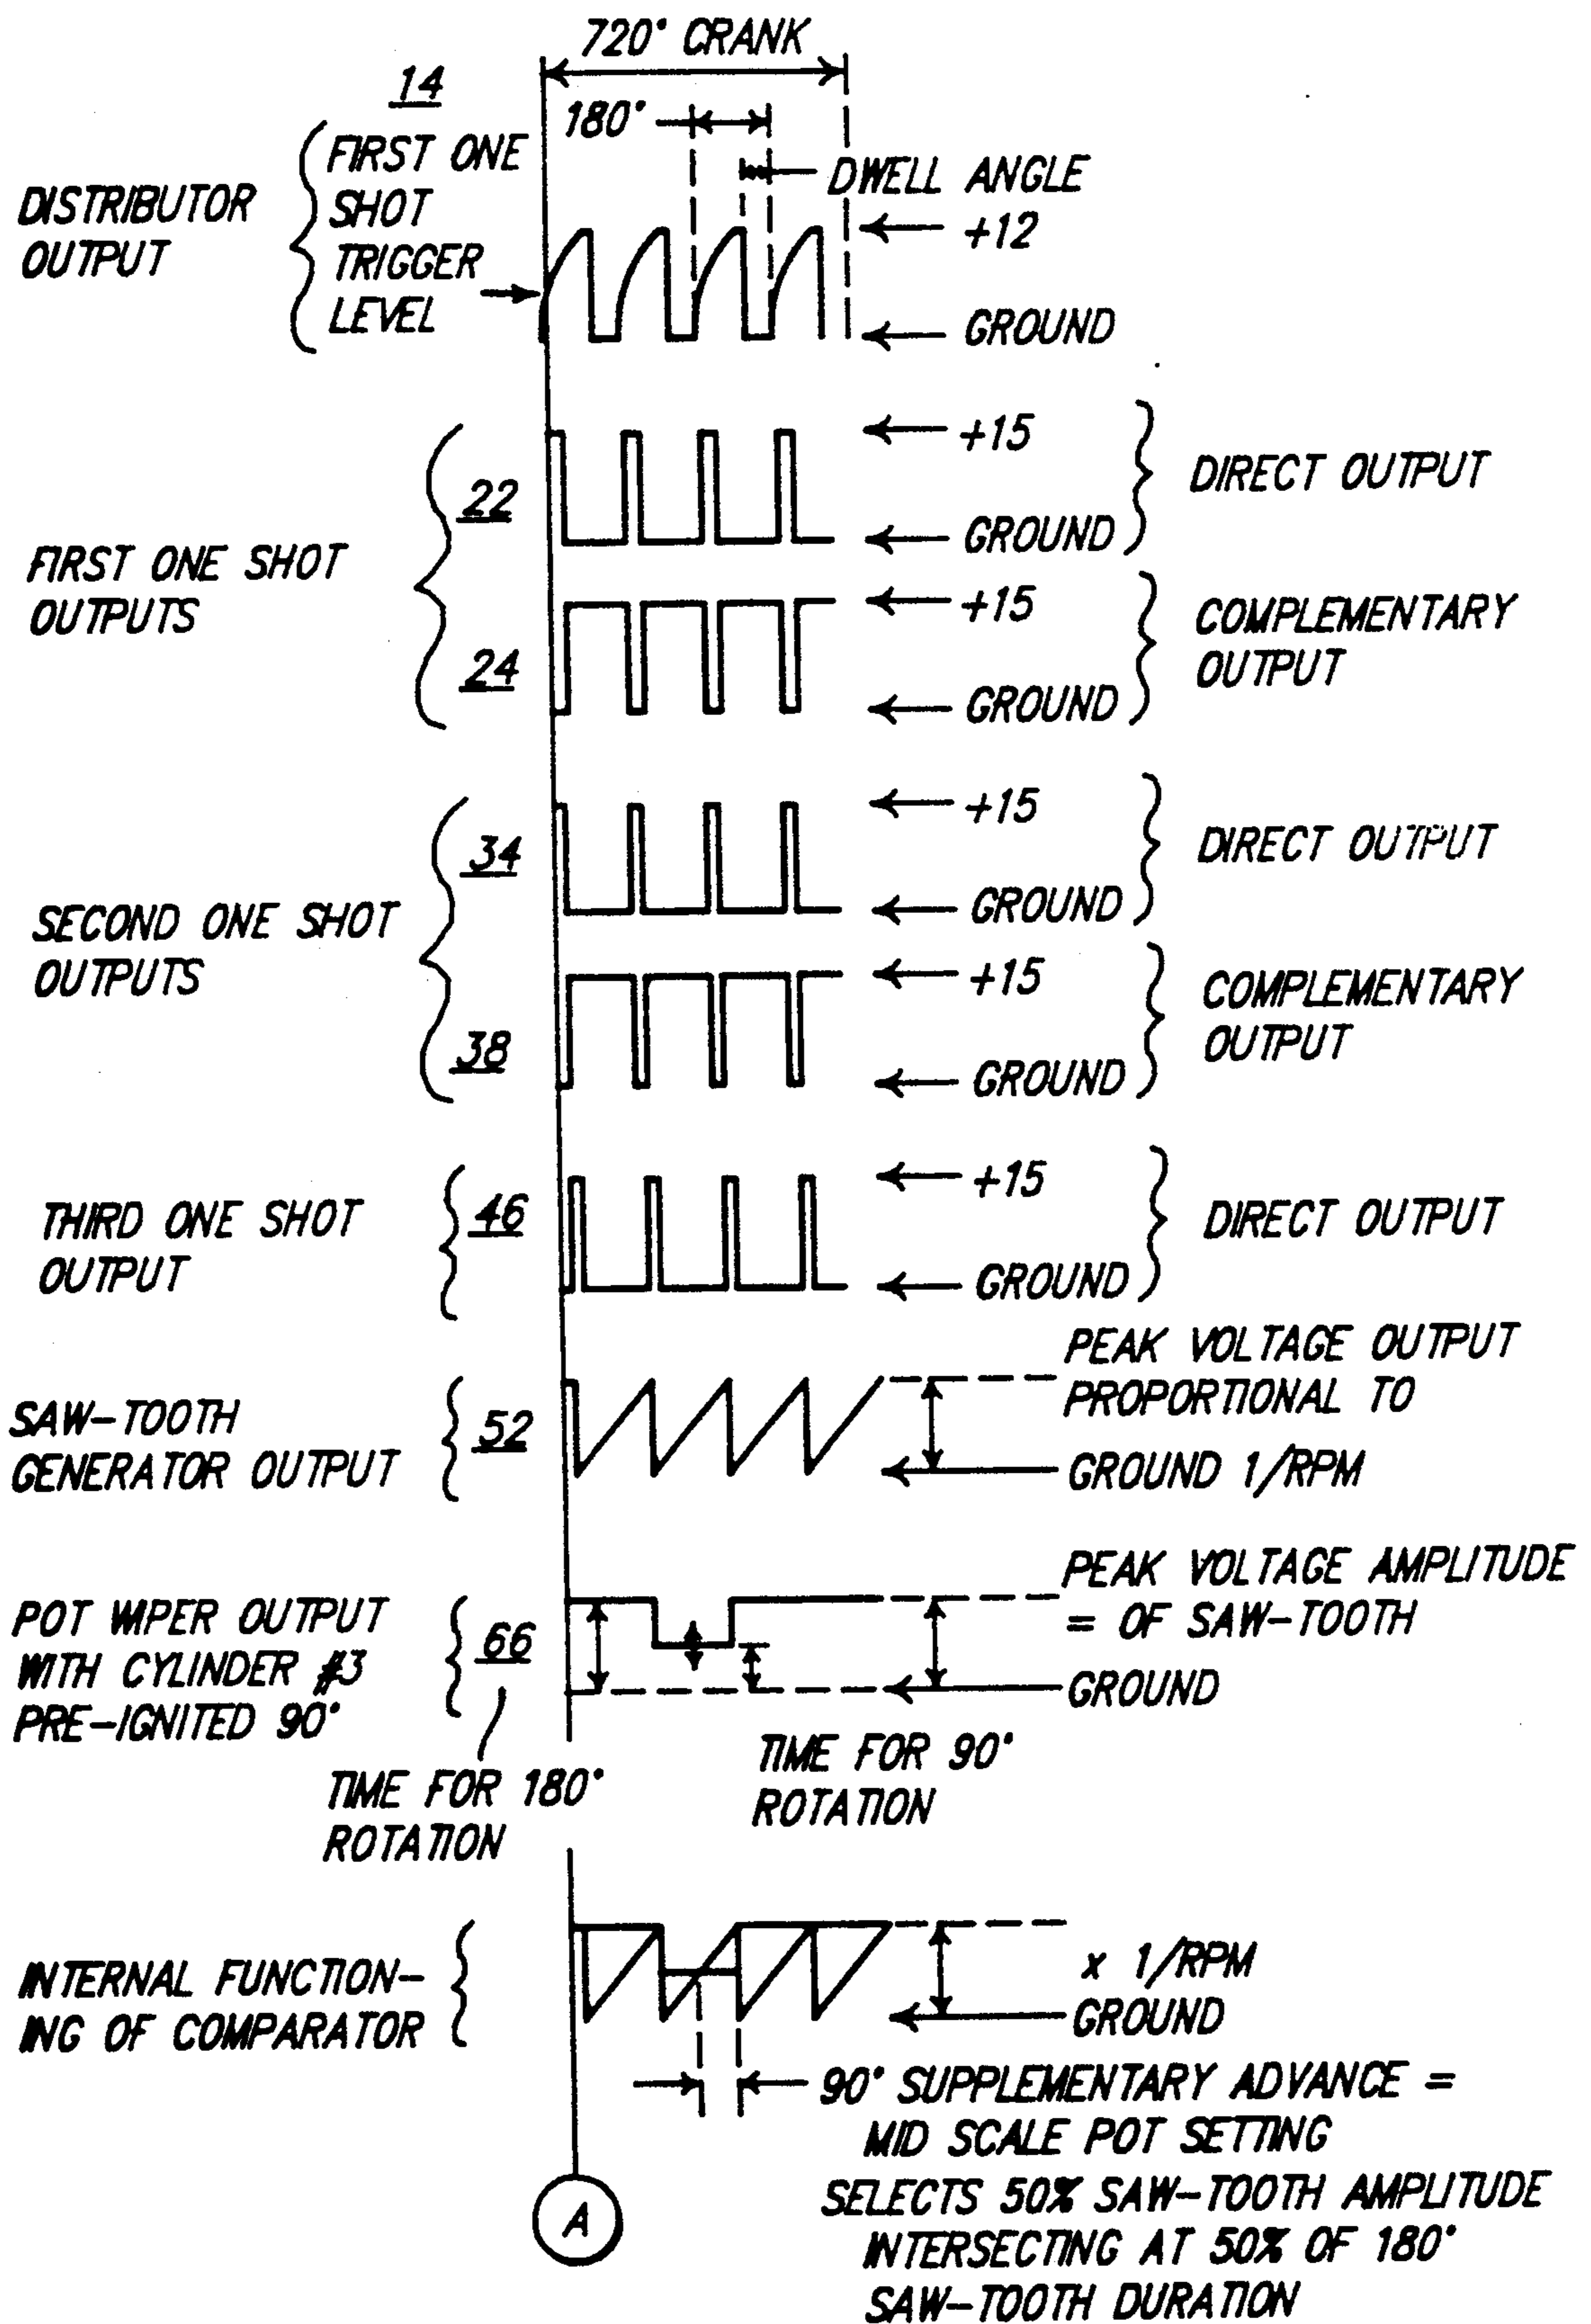 720° CRANK
14
180°
DISTRIBUTOR
OUTPUT
FIRST ONE
SHOT
TRIGGER
LEVEL
DWELL ANGLE
+12
GROUND
FIRST ONE SHOT
OUTPUTS
22
+15
GROUND
DIRECT OUTPUT
24
+15
GROUND
COMPLEMENTARY
OUTPUT
SECOND ONE SHOT
OUTPUTS
34
+15
GROUND
DIRECT OUTPUT
38
+15
GROUND
COMPLEMENTARY
OUTPUT
THIRD ONE SHOT
OUTPUT
46
+15
GROUND
DIRECT OUTPUT
SAW-TOOTH
GENERATOR OUTPUT
52
PEAK VOLTAGE OUTPUT
PROPORTIONAL TO
GROUND 1/RPM
POT WIPER OUTPUT
WITH CYLINDER #3
PRE-IGNITED 90°
66
PEAK VOLTAGE AMPLITUDE
= OF SAW-TOOTH
GROUND
TIME FOR 180°
ROTATION
TIME FOR 90°
ROTATION
INTERNAL FUNCTION-
ING OF COMPARATOR
x 1/RPM
GROUND
90° SUPPLEMENTARY ADVANCE =
MID SCALE POT SETTING
SELECTS 50% SAW-TOOTH AMPLITUDE
INTERSECTING AT 50% OF 180°
SAW-TOOTH DURATION
A